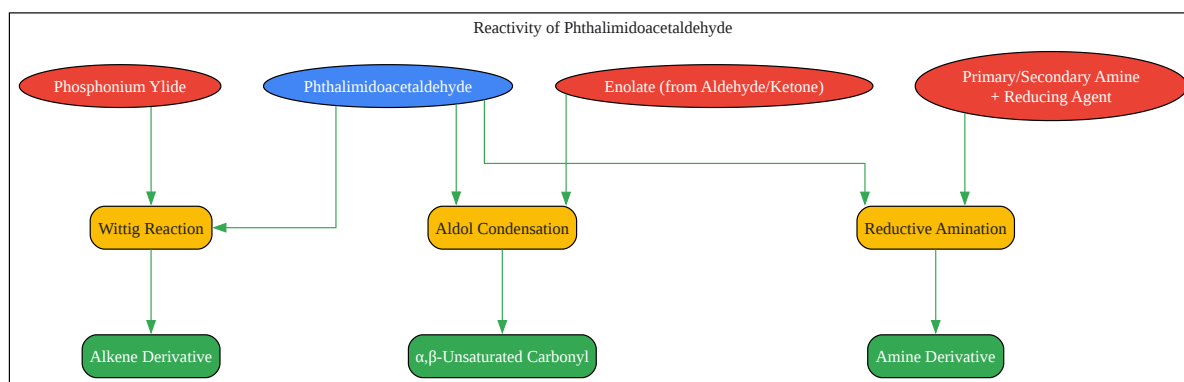 Reactivity of Phthalimidoacetaldehyde
Phosphonium Ylide
Phthalimidoacetaldehyde
Enolate (from Aldehyde/Ketone)
Primary/Secondary Amine
+ Reducing Agent
Wittig Reaction
Aldol Condensation
Reductive Amination
Alkene Derivative
α,β-Unsaturated Carbonyl
Amine Derivative